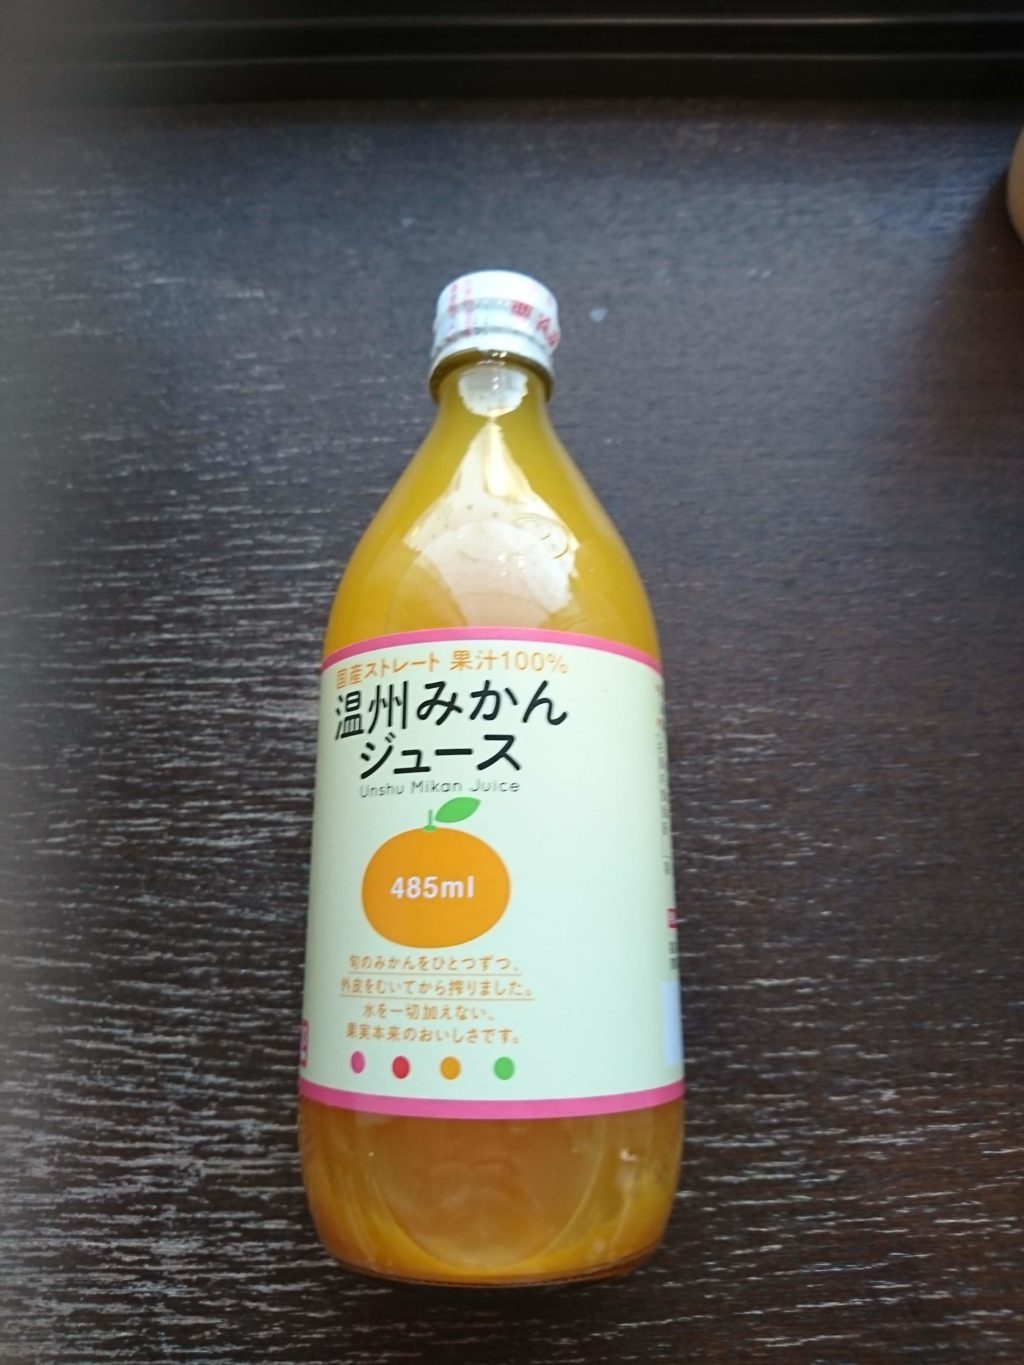 国産ストレート 果汁100%
温州みかん
ジュース
Unshu Mikan Juice
485ml
旬のみかんをひとつずつ、
外皮をむいてから搾りました。
水を一切加えない、
果実本来のおいしさです。